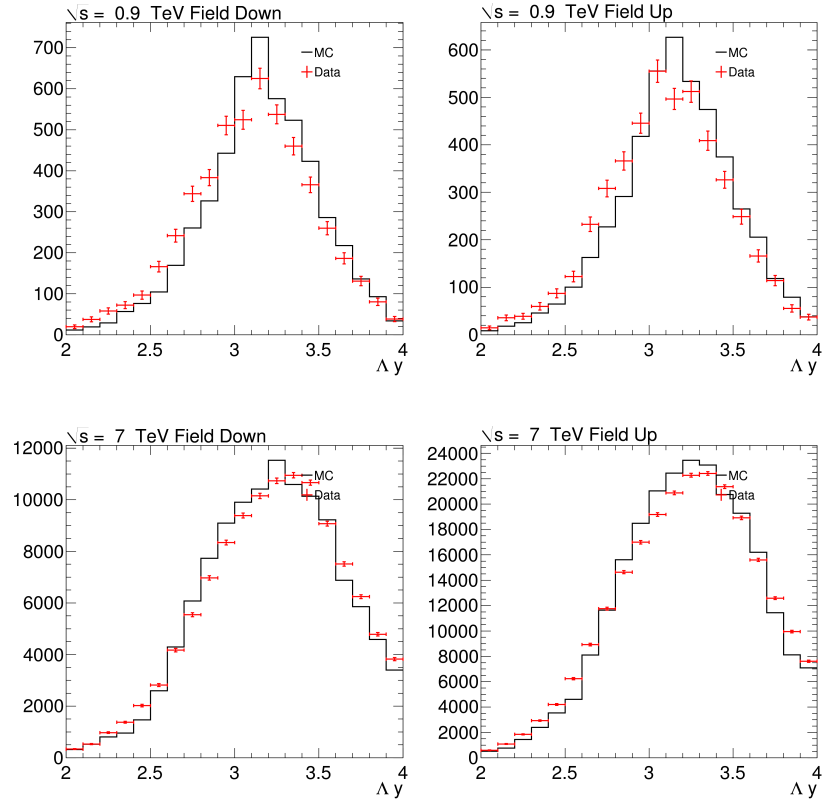 √s = 0.9 TeV Field Down
MC
Data
700
600
500
400
300
200
100
0
2 2.5 3 3.5 4
Λ y
√s = 0.9 TeV Field Up
MC
Data
600
500
400
300
200
100
0
2 2.5 3 3.5 4
Λ y
√s = 7 TeV Field Down
MC
Data
12000
10000
8000
6000
4000
2000
0
2 2.5 3 3.5 4
Λ y
√s = 7 TeV Field Up
MC
Data
24000
22000
20000
18000
16000
14000
12000
10000
8000
6000
4000
2000
0
2 2.5 3 3.5 4
Λ y